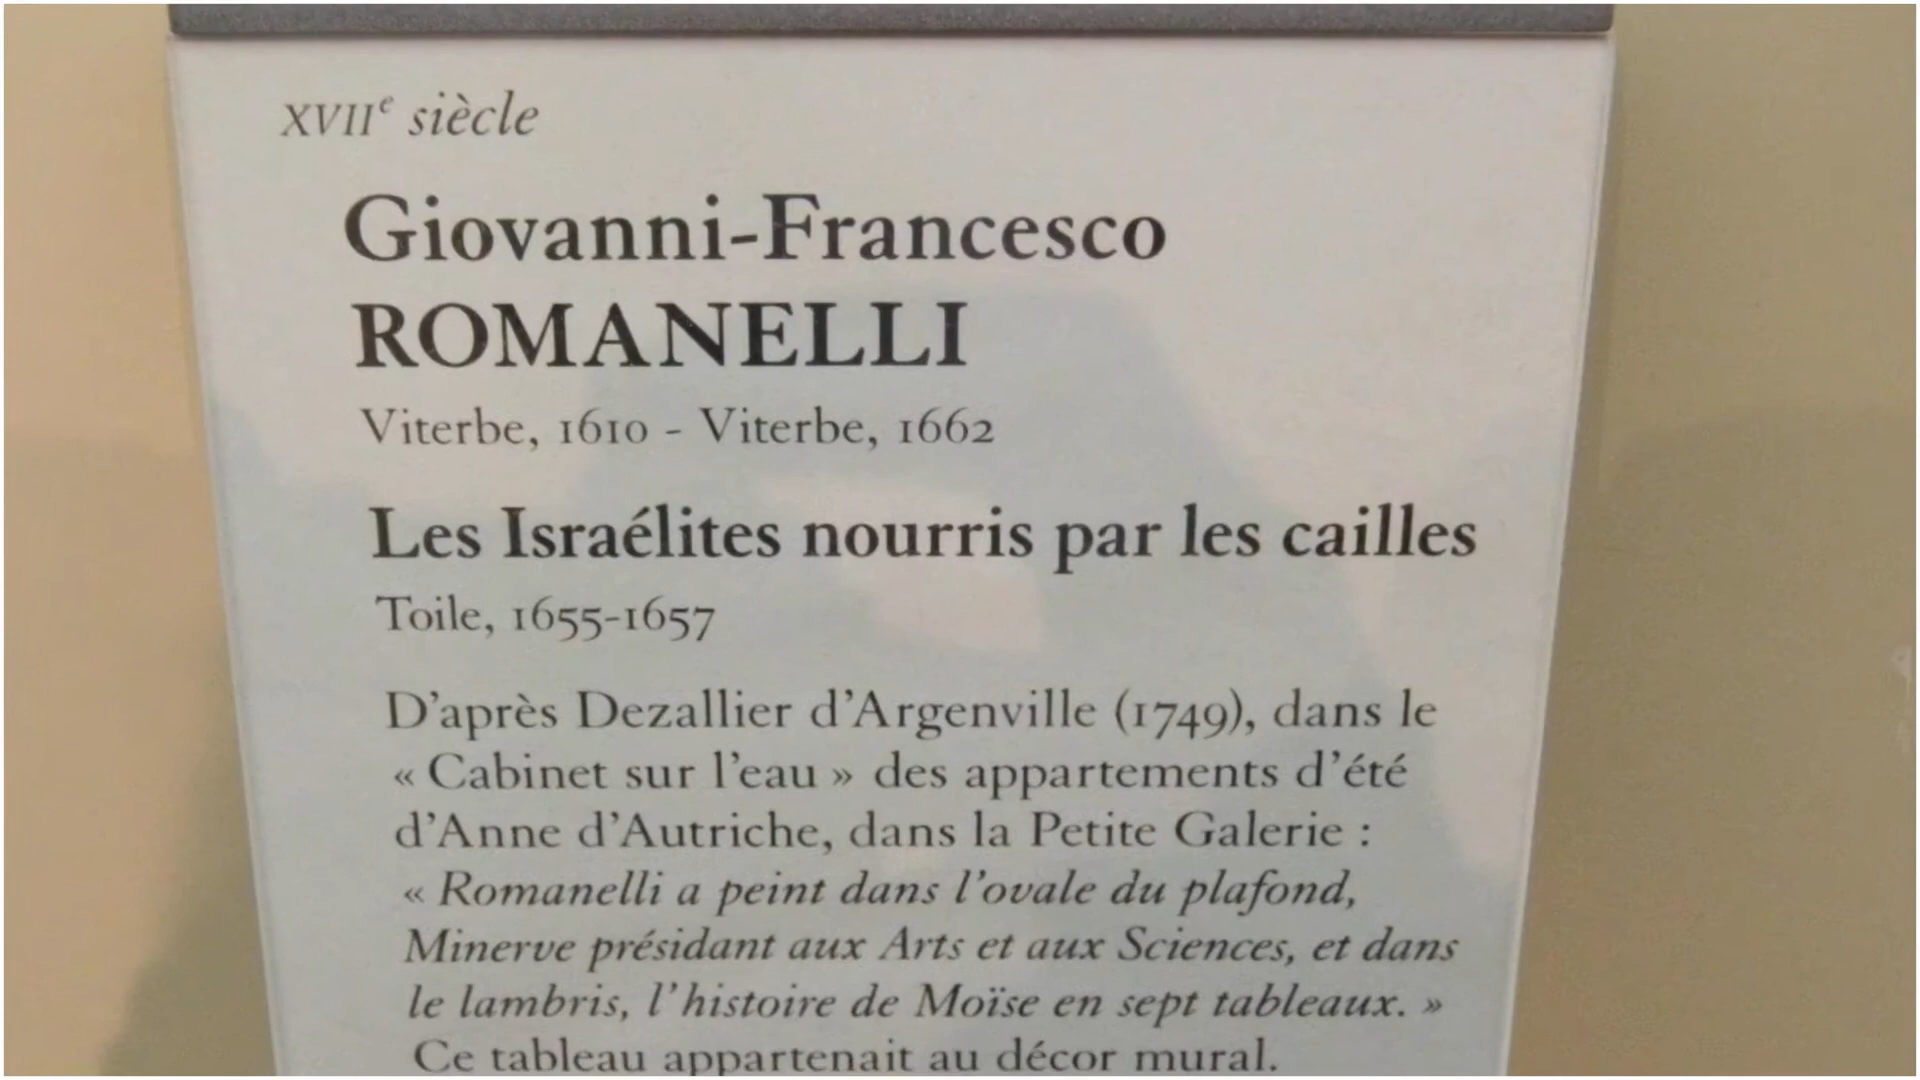 XVIIe siècle
Giovanni-Francesco
ROMANELLI
Viterbe, 1610 - Viterbe, 1662
Les Israélites nourris par les cailles
Toile, 1655-1657
D'après Dezallier d'Argenville (1749), dans le
« Cabinet sur l'eau » des appartements d'été
d'Anne d'Autriche, dans la Petite Galerie :
« Romanelli a peint dans l'ovale du plafond,
Minerve présidant aux Arts et aux Sciences, et dans
le lambris, l'histoire de Moïse en sept tableaux. »
Ce tableau appartenait au décor mural.